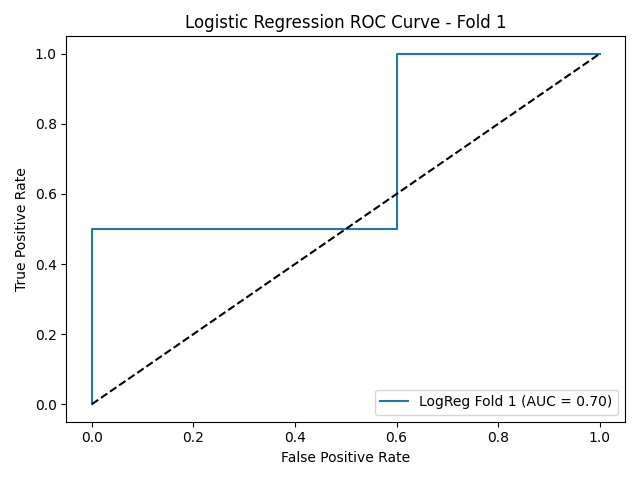 Logistic Regression ROC Curve - Fold 1
True Positive Rate
1.0
0.8
0.6
0.4
0.2
0.0
LogReg Fold 1 (AUC = 0.70)
0.0 0.2 0.4 0.6 0.8 1.0
False Positive Rate